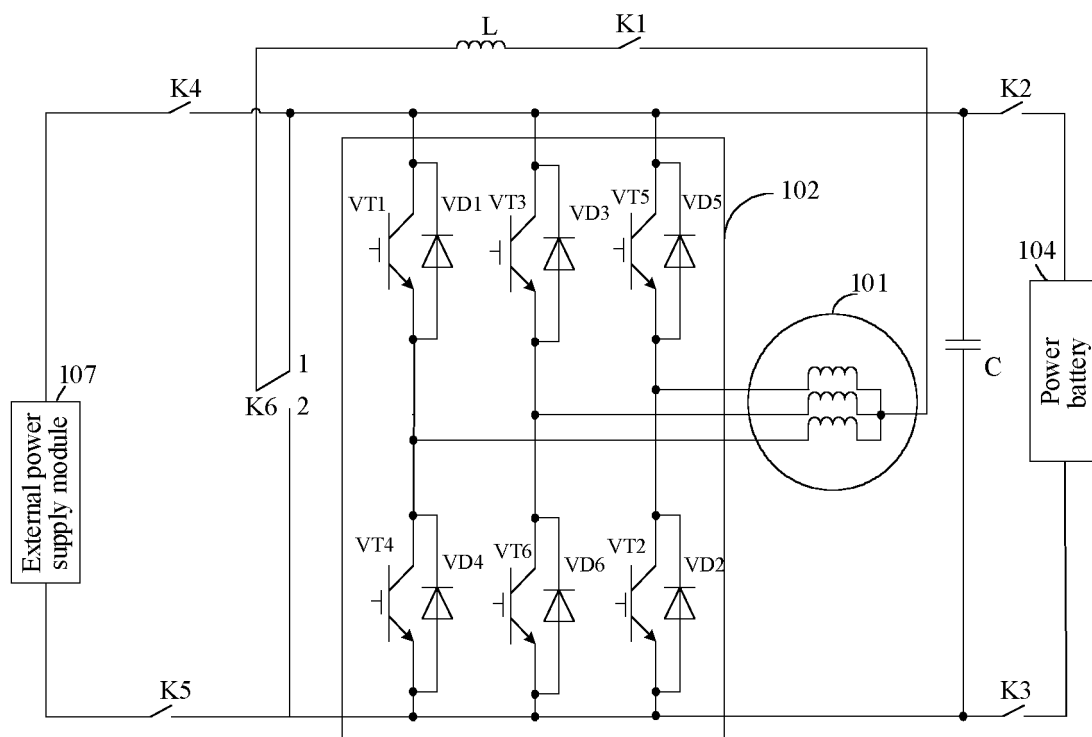 L
K1
K4
K2
VT1
VD1
VT3
VD3
VT5
VD5
102
104
101
107
1
K6
2
C
Power
battery
External power
supply module
VT4
VD4
VT6
VD6
VT2
VD2
K5
K3